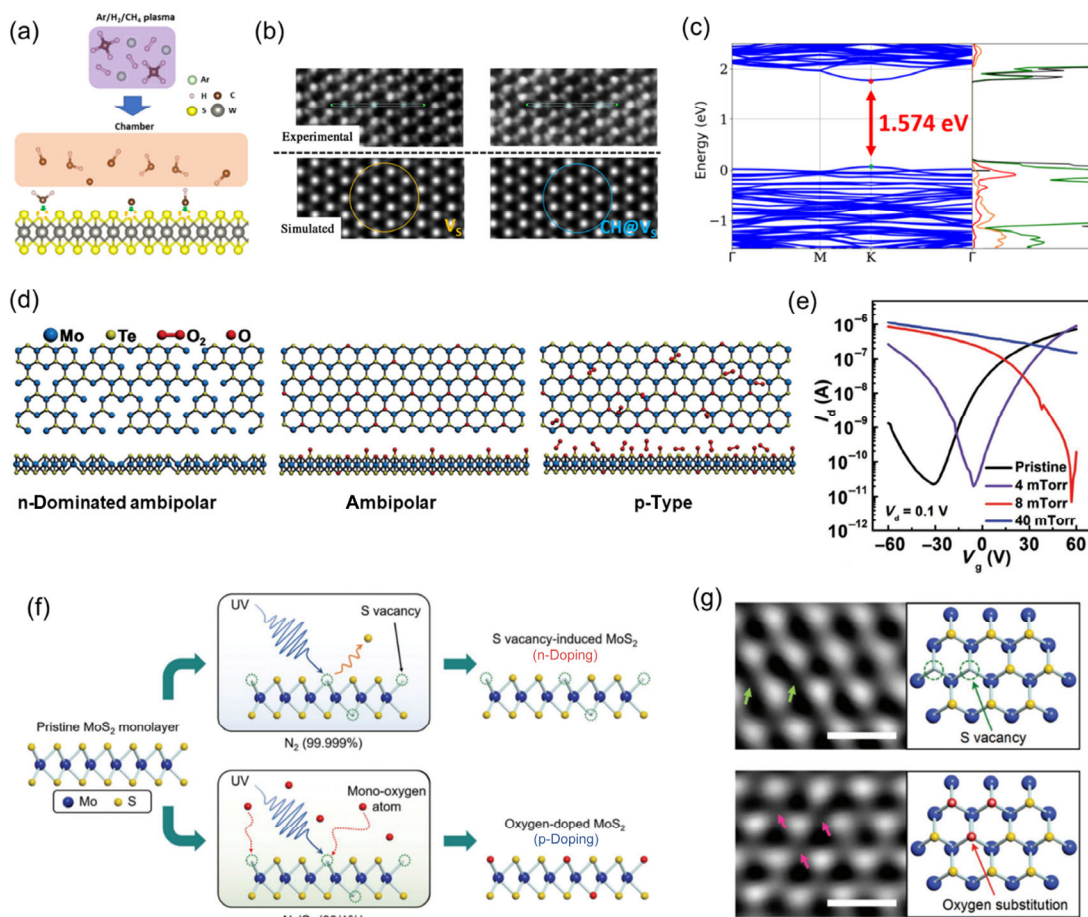 (a)
Ar/H₂/CH₄ plasma
Ar
H C
S W
Chamber
(b)
Experimental
Simulated
Vₛ
CH@Vₛ
(c)
Energy (eV)
2
1
0
−1
1.574 eV
Γ M K Γ
(d)
Mo Te O₂ O
n-Dominated ambipolar
Ambipolar
p-Type
(e)
I_d (A)
10⁻⁶
10⁻⁷
10⁻⁸
10⁻⁹
10⁻¹⁰
10⁻¹¹
10⁻¹²
Pristine
4 mTorr
8 mTorr
40 mTorr
V_d = 0.1 V
−60 −30 0 30 60
V_g (V)
(f)
Pristine MoS₂ monolayer
Mo S
UV
S vacancy
N₂ (99.999%)
S vacancy-induced MoS₂
(n-Doping)
UV
Mono-oxygen
atom
Oxygen-doped MoS₂
(p-Doping)
(g)
S vacancy
Oxygen substitution